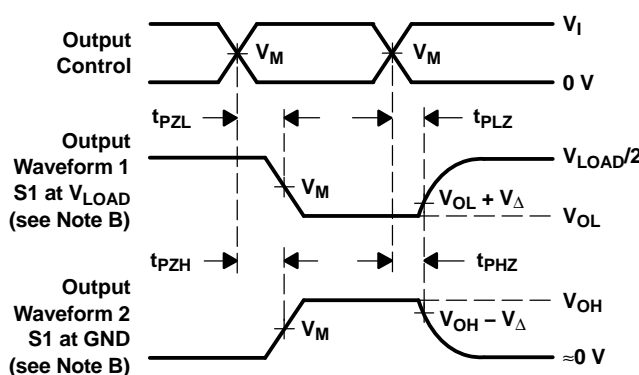 Output
Control
V_I
V_M
V_M
0 V
t_PZL
t_PLZ
Output
Waveform 1
S1 at V_LOAD
(see Note B)
V_LOAD/2
V_M
V_OL + V_Δ
V_OL
t_PZH
t_PHZ
Output
Waveform 2
S1 at GND
(see Note B)
V_OH
V_M
V_OH − V_Δ
≈0 V